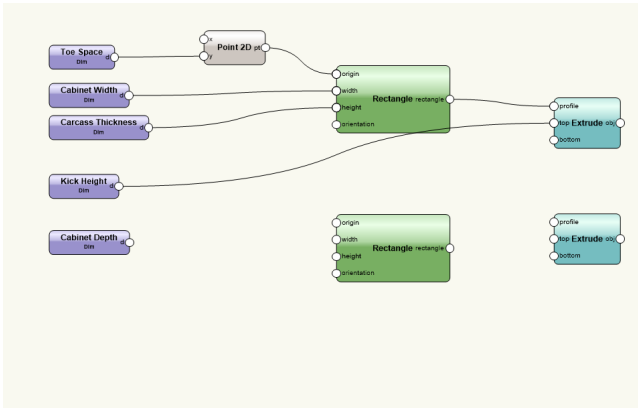 Toe Space
Dim
d
x
y
Point 2D
pt
Cabinet Width
Dim
d
Carcass Thickness
Dim
d
origin
width
height
orientation
Rectangle
rectangle
profile
top
bottom
Extrude
obj
Kick Height
Dim
d
Cabinet Depth
Dim
d
origin
width
height
orientation
Rectangle
rectangle
profile
top
bottom
Extrude
obj